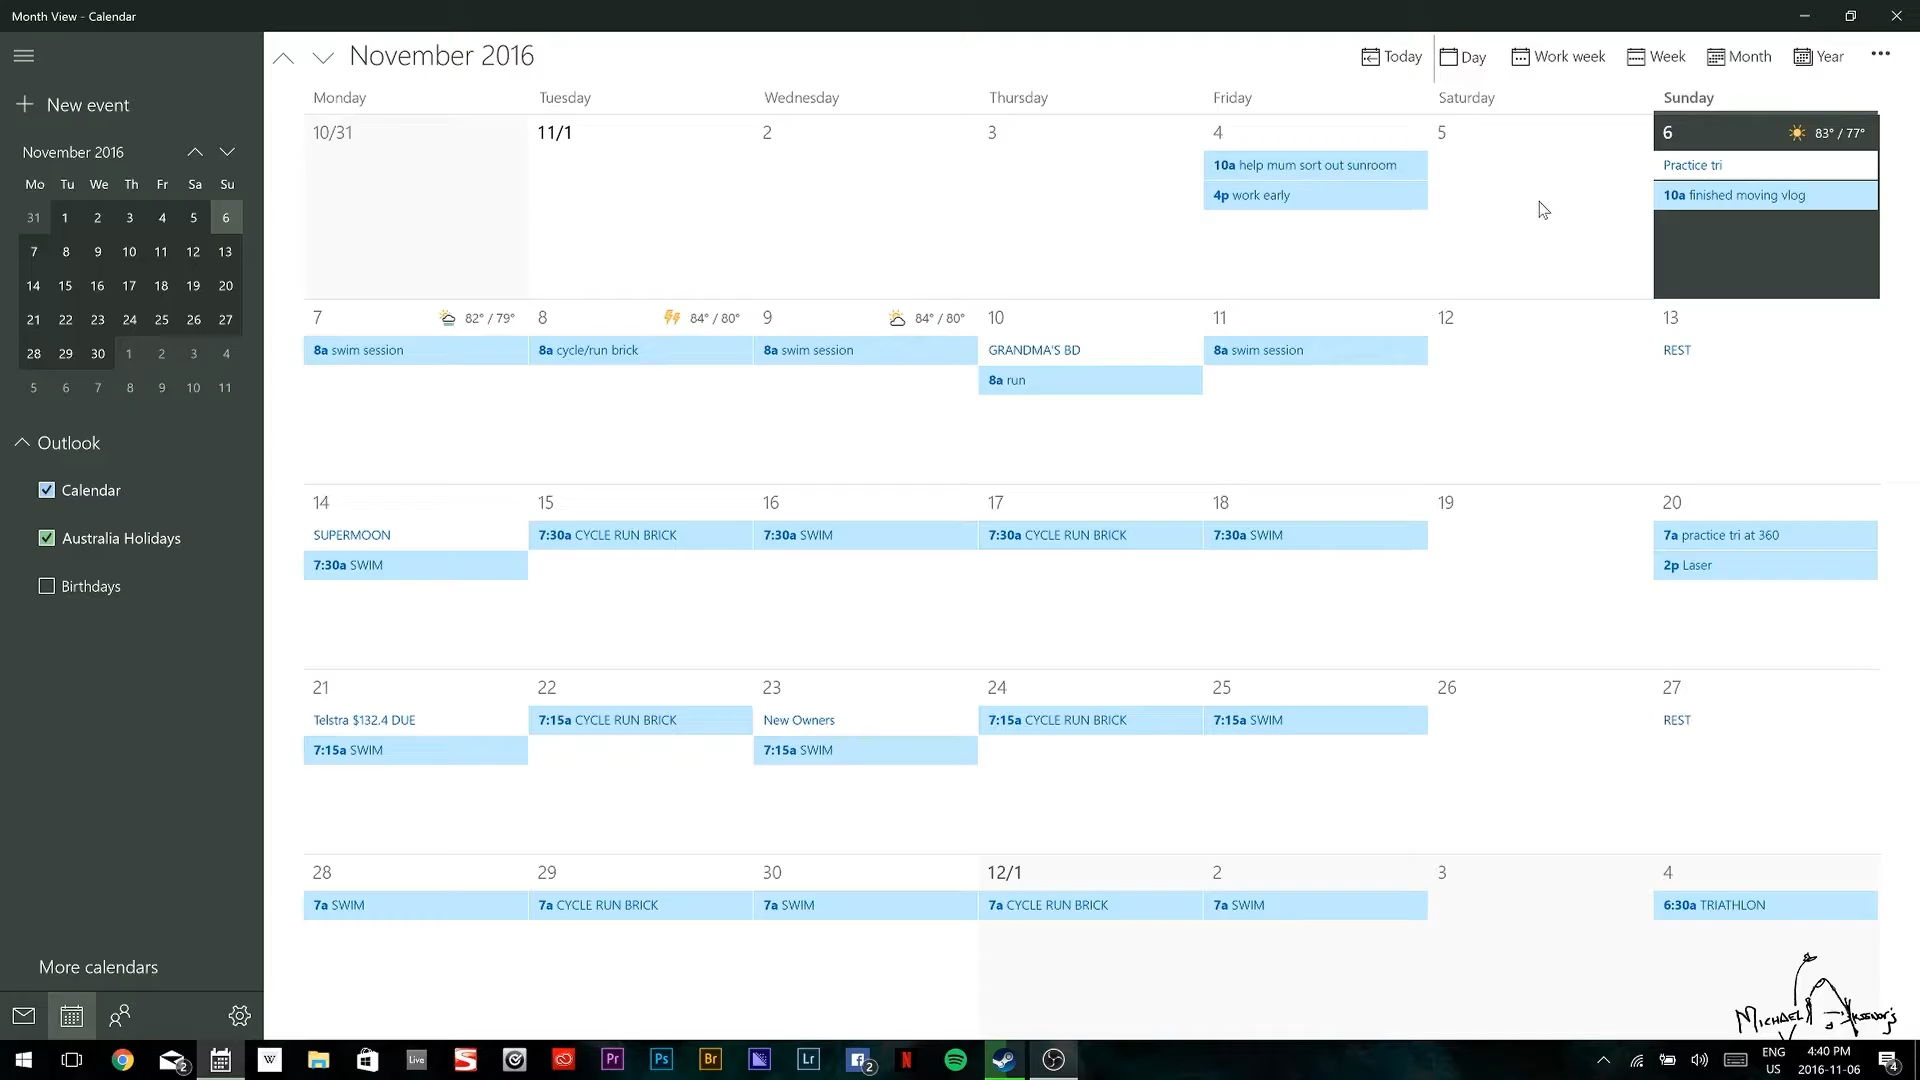 Month View - Calendar
November 2016
Today
Day
Work week
Week
Month
Year
New event
November 2016
Mo Tu We Th Fr Sa Su
31 1 2 3 4 5 6
7 8 9 10 11 12 13
14 15 16 17 18 19 20
21 22 23 24 25 26 27
28 29 30 1 2 3 4
5 6 7 8 9 10 11
Outlook
Calendar
Australia Holidays
Birthdays
More calendars
Monday Tuesday Wednesday Thursday Friday Saturday Sunday
10/31 11/1 2 3 4 5 6 83° / 77°
10a help mum sort out sunroom Practice tri
4p work early 10a finished moving vlog
7 82° / 79° 8 84° / 80° 9 84° / 80° 10 11 12 13
8a swim session 8a cycle/run brick 8a swim session GRANDMA'S BD 8a swim session REST
8a run
14 15 16 17 18 19 20
SUPERMOON 7:30a CYCLE RUN BRICK 7:30a SWIM 7:30a CYCLE RUN BRICK 7:30a SWIM 7a practice tri at 360
7:30a SWIM 2p Laser
21 22 23 24 25 26 27
Telstra $132.4 DUE 7:15a CYCLE RUN BRICK New Owners 7:15a CYCLE RUN BRICK 7:15a SWIM REST
7:15a SWIM 7:15a SWIM
28 29 30 12/1 2 3 4
7a SWIM 7a CYCLE RUN BRICK 7a SWIM 7a CYCLE RUN BRICK 7a SWIM 6:30a TRIATHLON
MICHAEL
2 W Live S Pr Ps Br Lr f 2 N
ENG
US
4:40 PM
2016-11-06
4